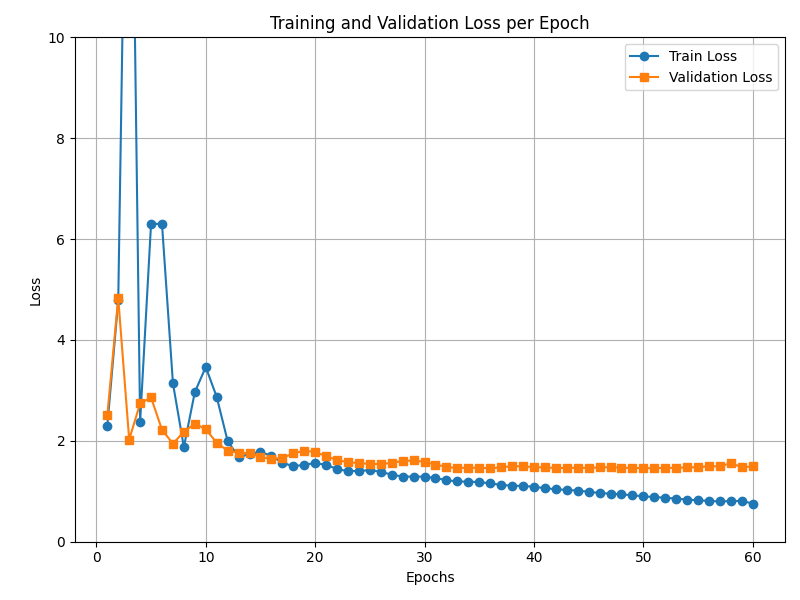 Training and Validation Loss per Epoch
Train Loss
Validation Loss
10
8
6
4
2
0
Loss
0 10 20 30 40 50 60
Epochs